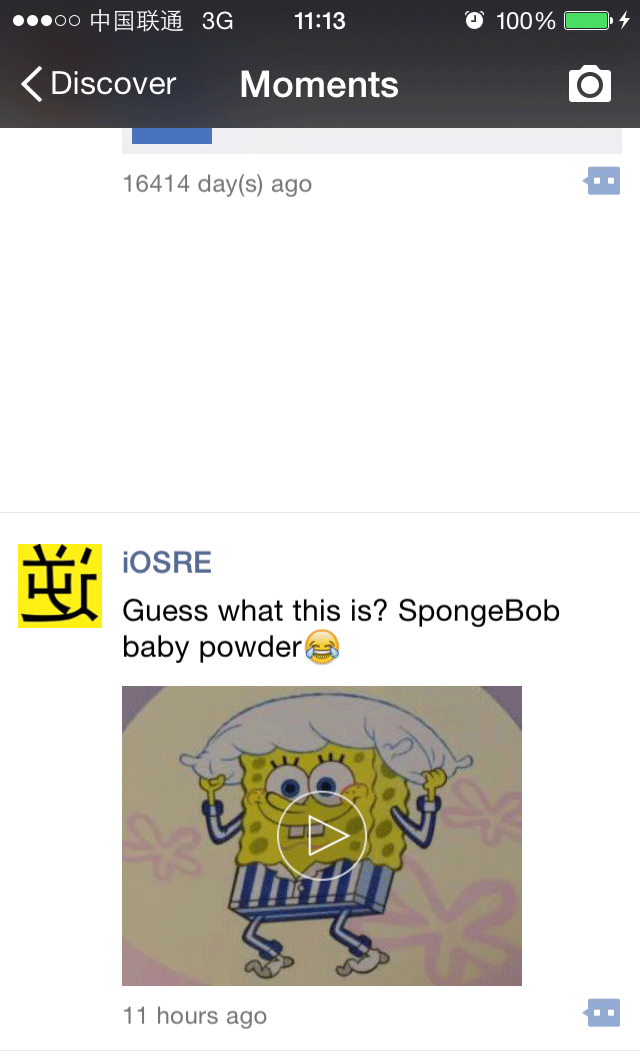 中国联通 3G 11:13 100%
Discover Moments
16414 day(s) ago
逆
iOSRE
Guess what this is? SpongeBob
baby powder😂
11 hours ago